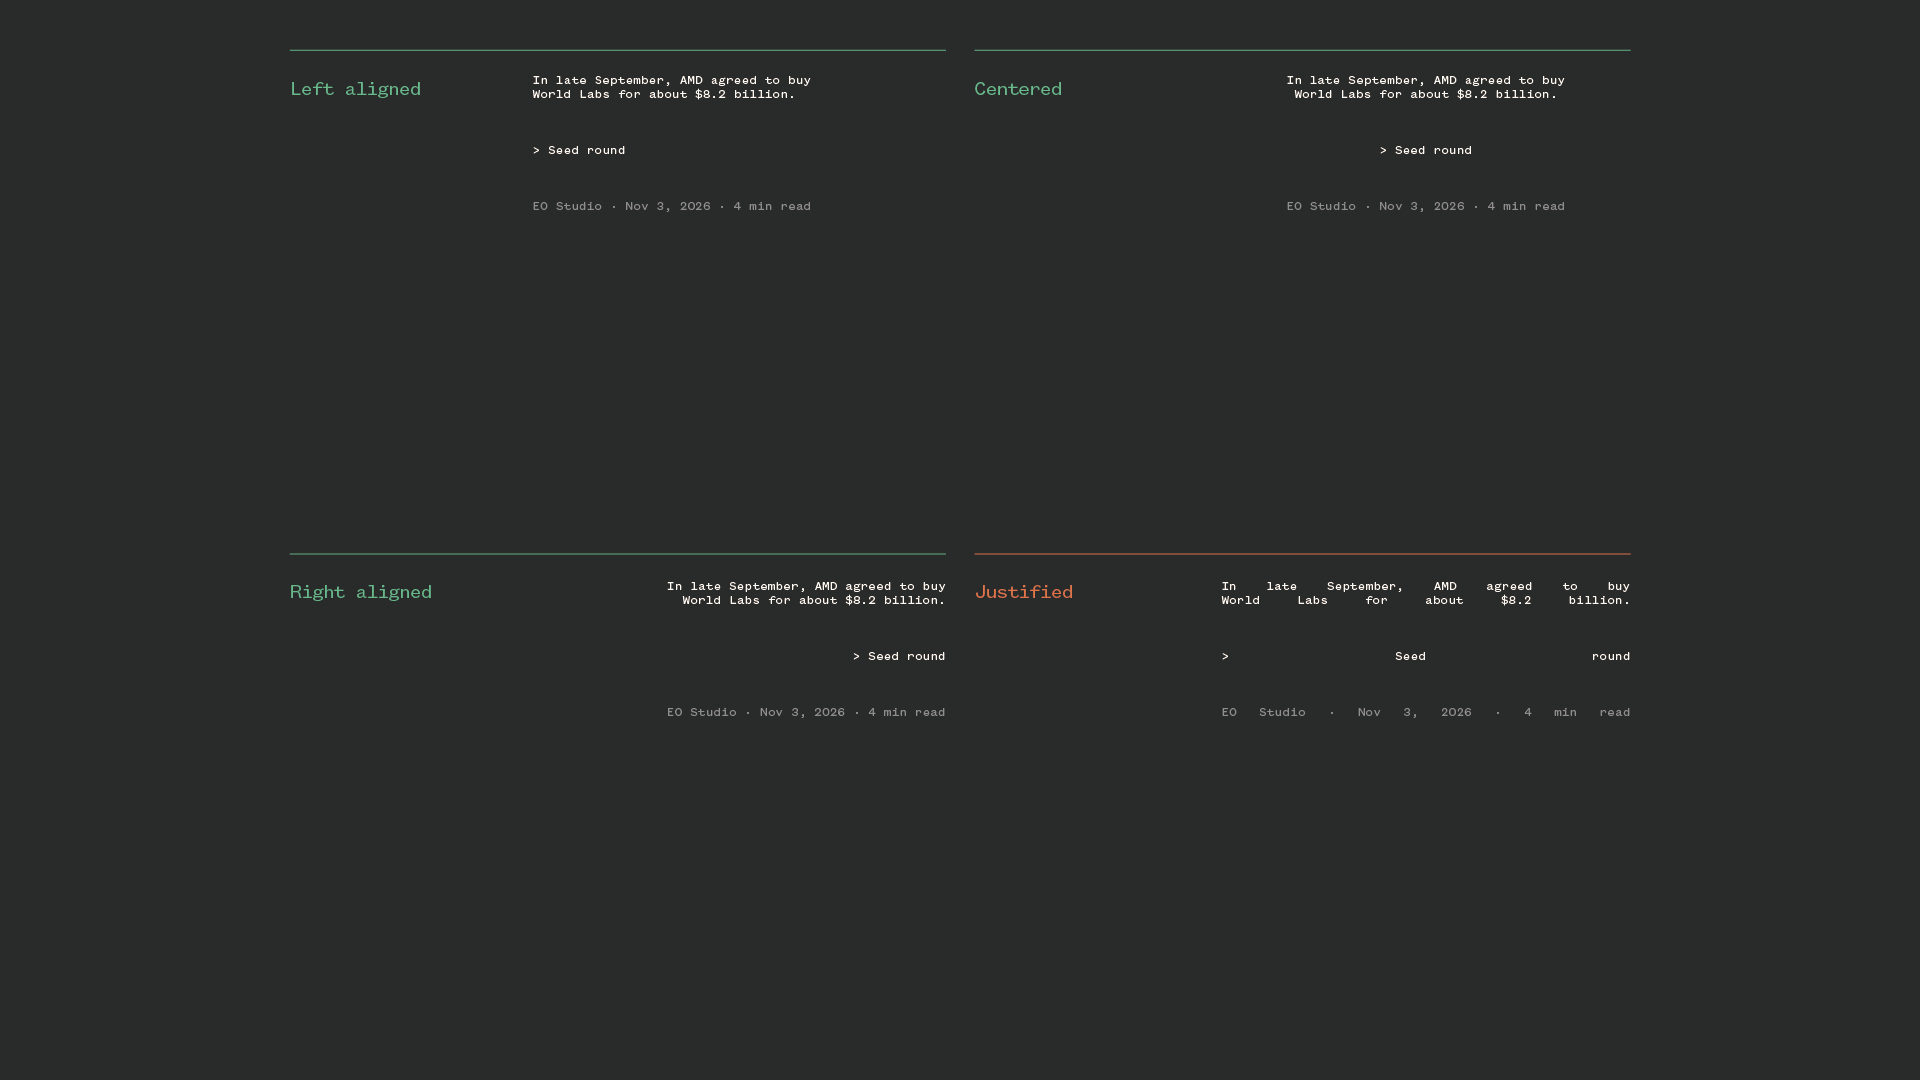 Left aligned
In late September, AMD agreed to buy
World Labs for about $8.2 billion.
> Seed round
EO Studio · Nov 3, 2026 · 4 min read
Centered
In late September, AMD agreed to buy
World Labs for about $8.2 billion.
> Seed round
EO Studio · Nov 3, 2026 · 4 min read
Right aligned
In late September, AMD agreed to buy
World Labs for about $8.2 billion.
> Seed round
EO Studio · Nov 3, 2026 · 4 min read
Justified
In late September, AMD agreed to buy
World Labs for about $8.2 billion.
> Seed round
EO Studio · Nov 3, 2026 · 4 min read